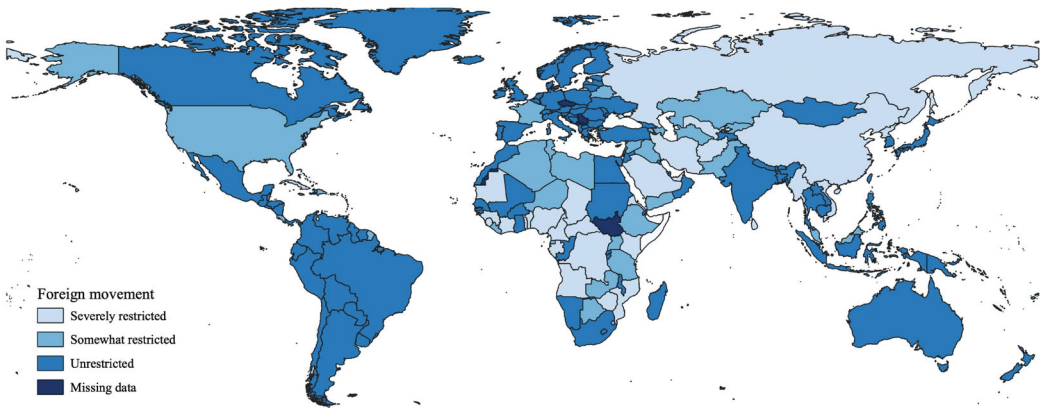 Foreign movement
Severely restricted
Somewhat restricted
Unrestricted
Missing data